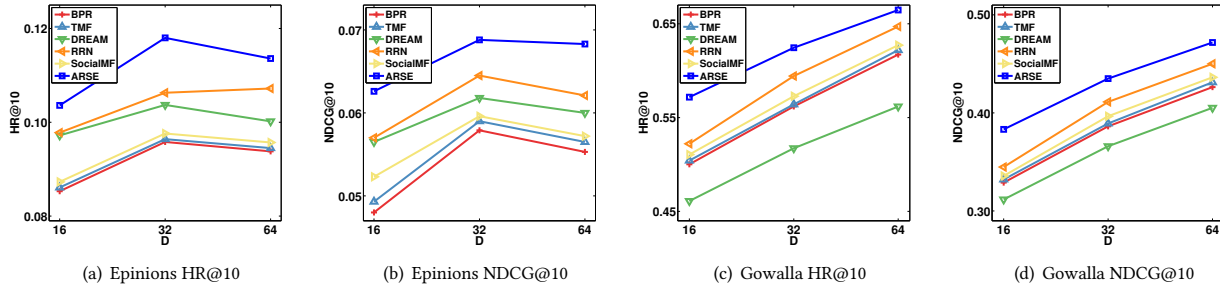 0.12
0.10
0.08
HR@10
BPR
TMF
DREAM
RRN
SocialMF
ARSE
16
32
64
D
(a) Epinions HR@10
0.07
0.06
0.05
NDCG@10
BPR
TMF
DREAM
RRN
SocialMF
ARSE
16
32
64
D
(b) Epinions NDCG@10
0.65
0.55
0.45
HR@10
BPR
TMF
DREAM
RRN
SocialMF
ARSE
16
32
64
D
(c) Gowalla HR@10
0.50
0.40
0.30
NDCG@10
BPR
TMF
DREAM
RRN
SocialMF
ARSE
16
32
64
D
(d) Gowalla NDCG@10